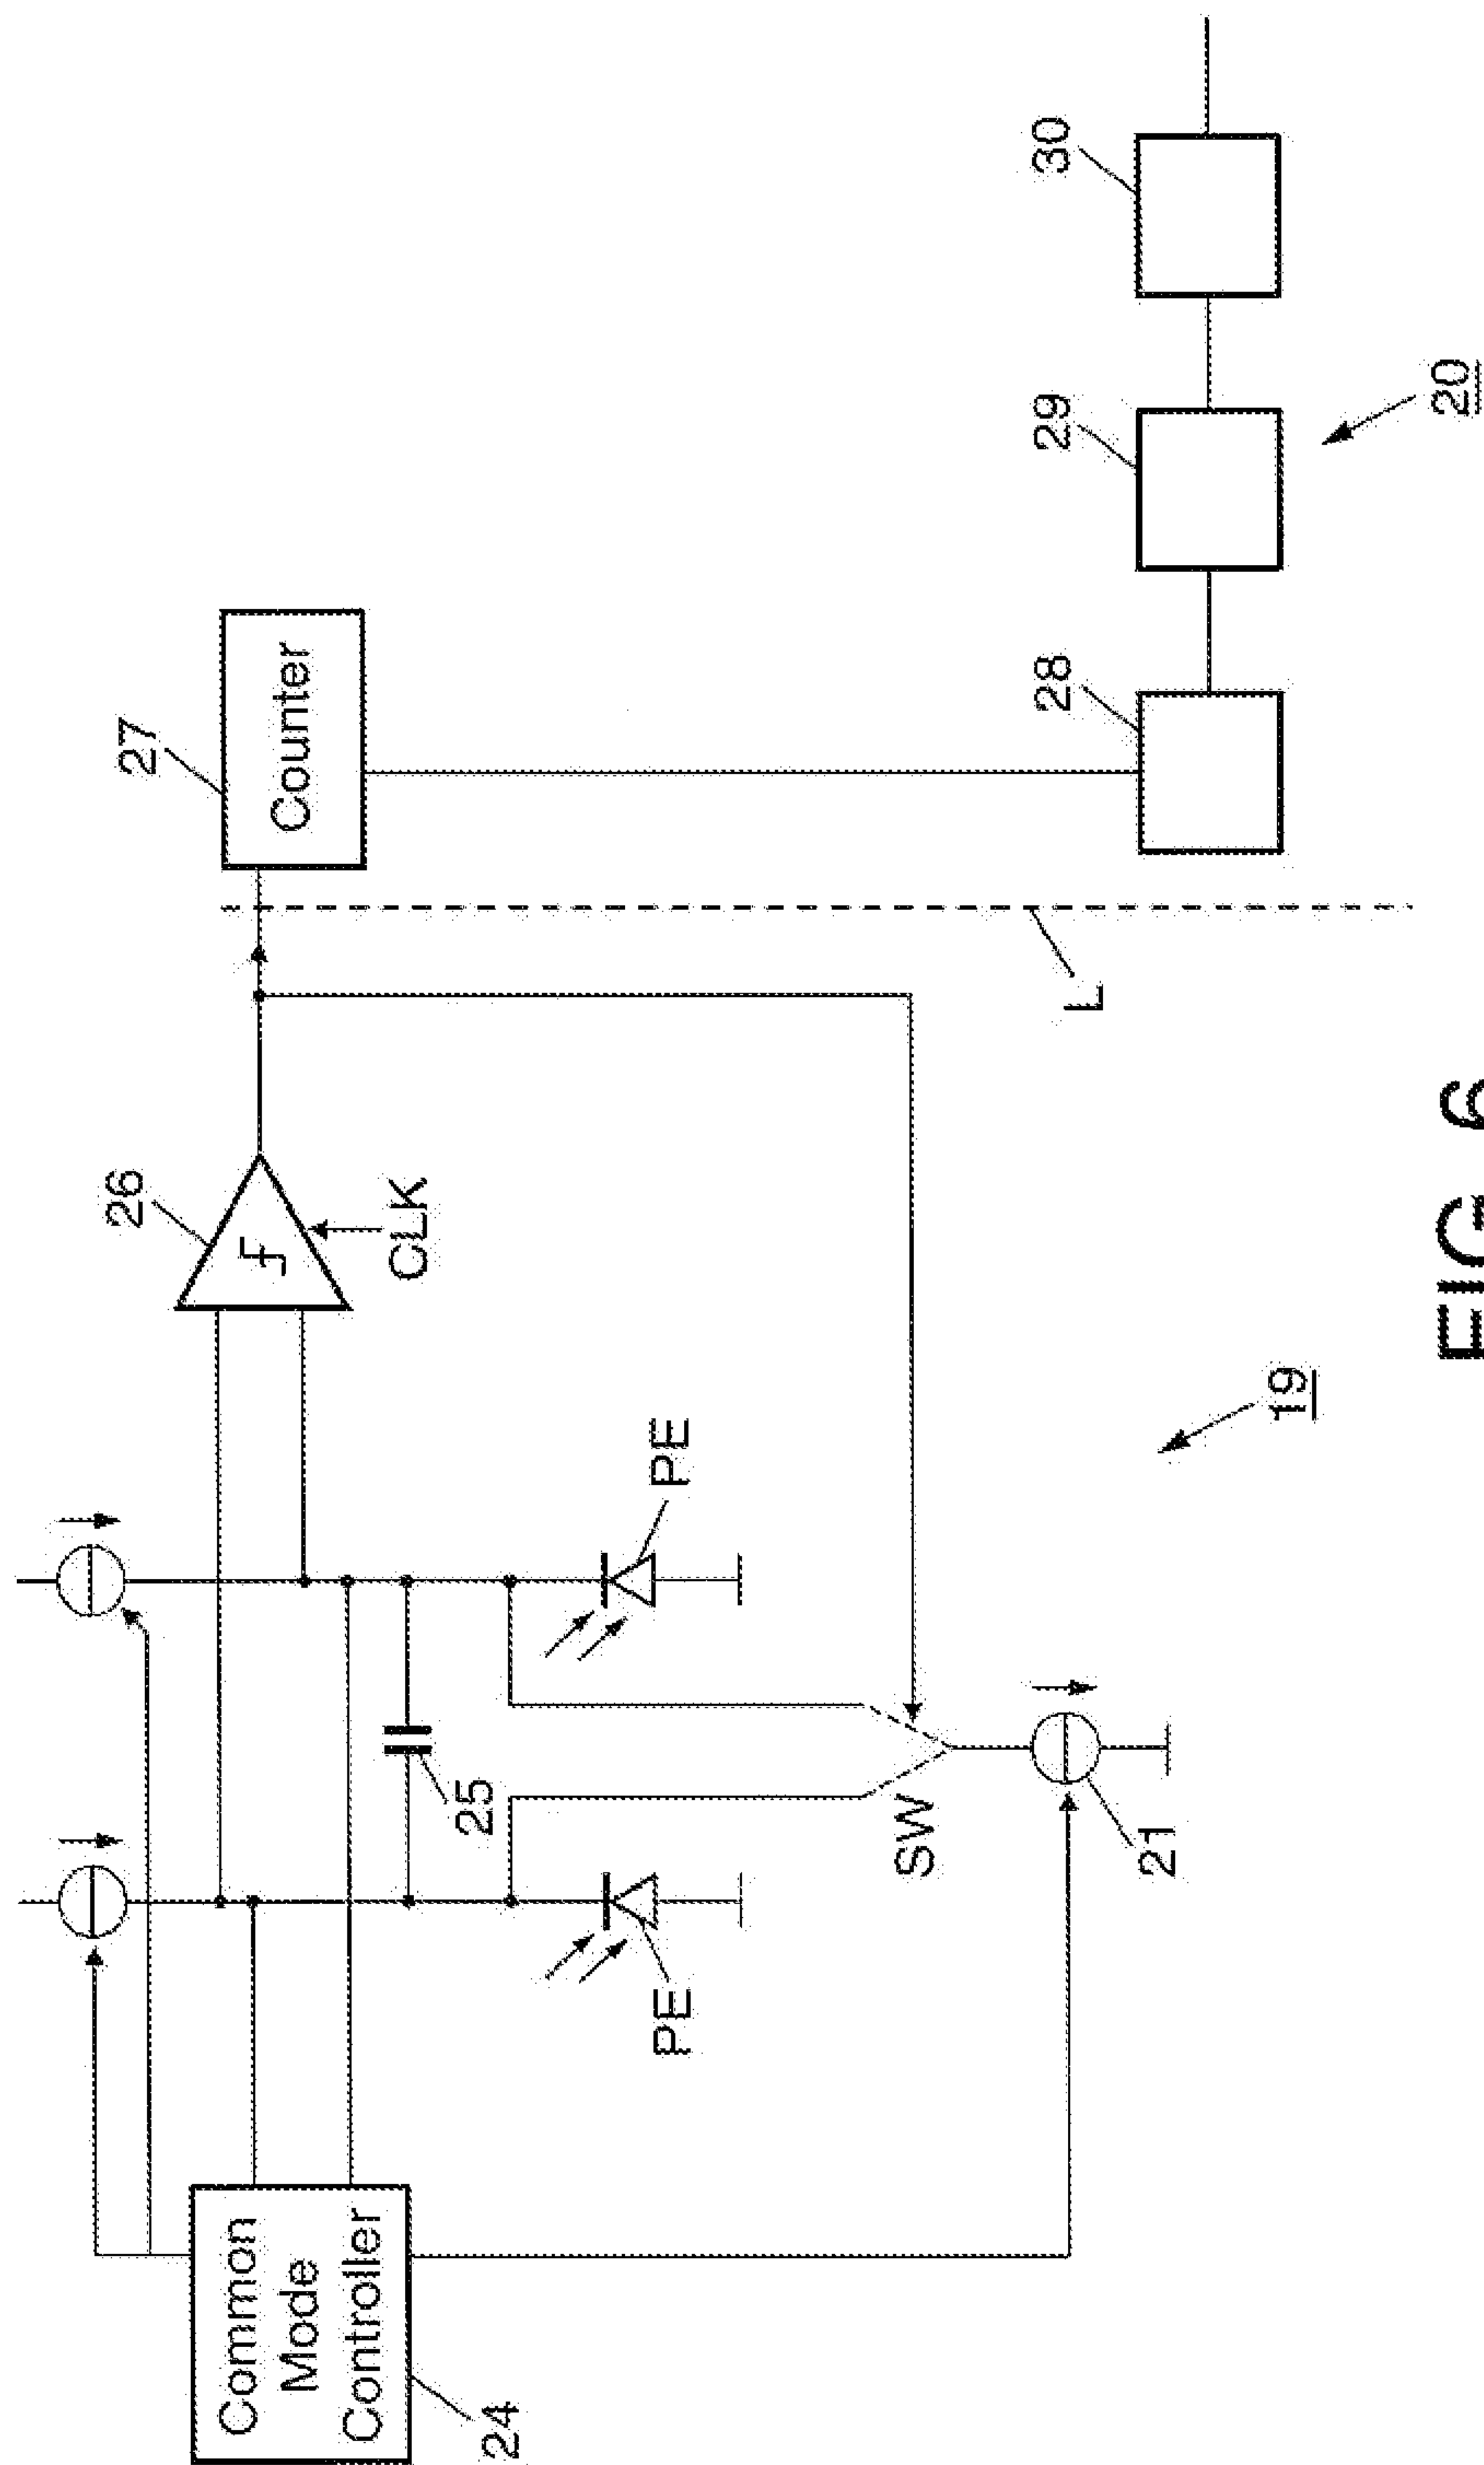 Common
Mode
Controller
24
PE
25
SW
21
PE
19
26
CLK
L
27
Counter
28
29
30
20
FIG. 6